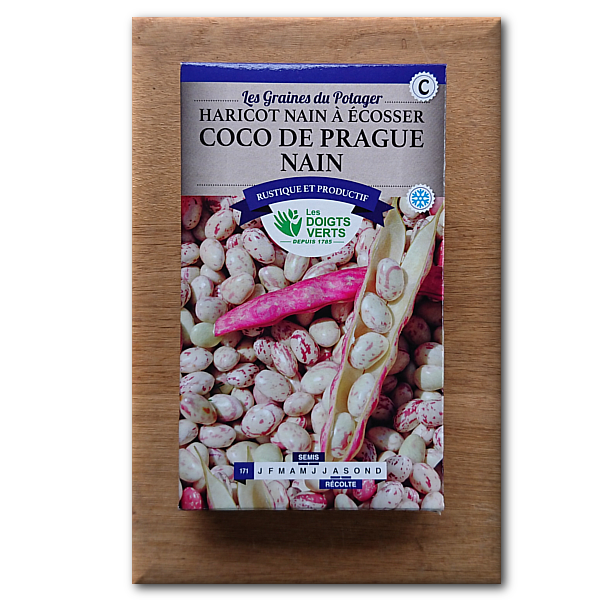 C
Les Graines du Potager
HARICOT NAIN À ÉCOSSER
COCO DE PRAGUE
NAIN
RUSTIQUE ET PRODUCTIF
Les
DOIGTS
VERTS
DEPUIS 1785
SEMIS
171 J F M A M J J A S O N D
RÉCOLTE